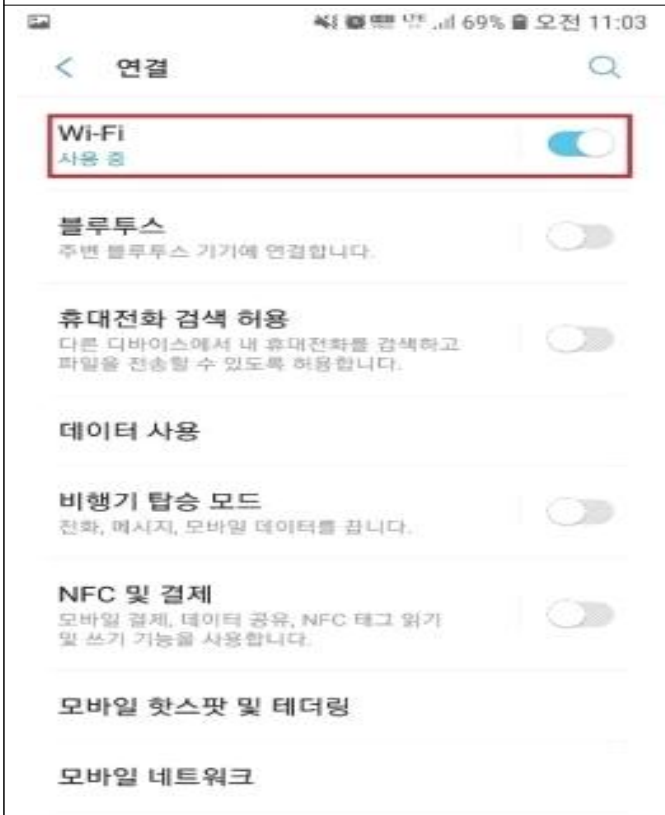 69% 오전 11:03
연결
Wi-Fi
사용 중
블루투스
주변 블루투스 기기에 연결합니다.
휴대전화 검색 허용
다른 디바이스에서 내 휴대전화를 검색하고
파일을 전송할 수 있도록 허용합니다.
데이터 사용
비행기 탑승 모드
전화, 메시지, 모바일 데이터를 끕니다.
NFC 및 결제
모바일 결제, 데이터 공유, NFC 태그 읽기
및 쓰기 기능을 사용합니다.
모바일 핫스팟 및 테더링
모바일 네트워크